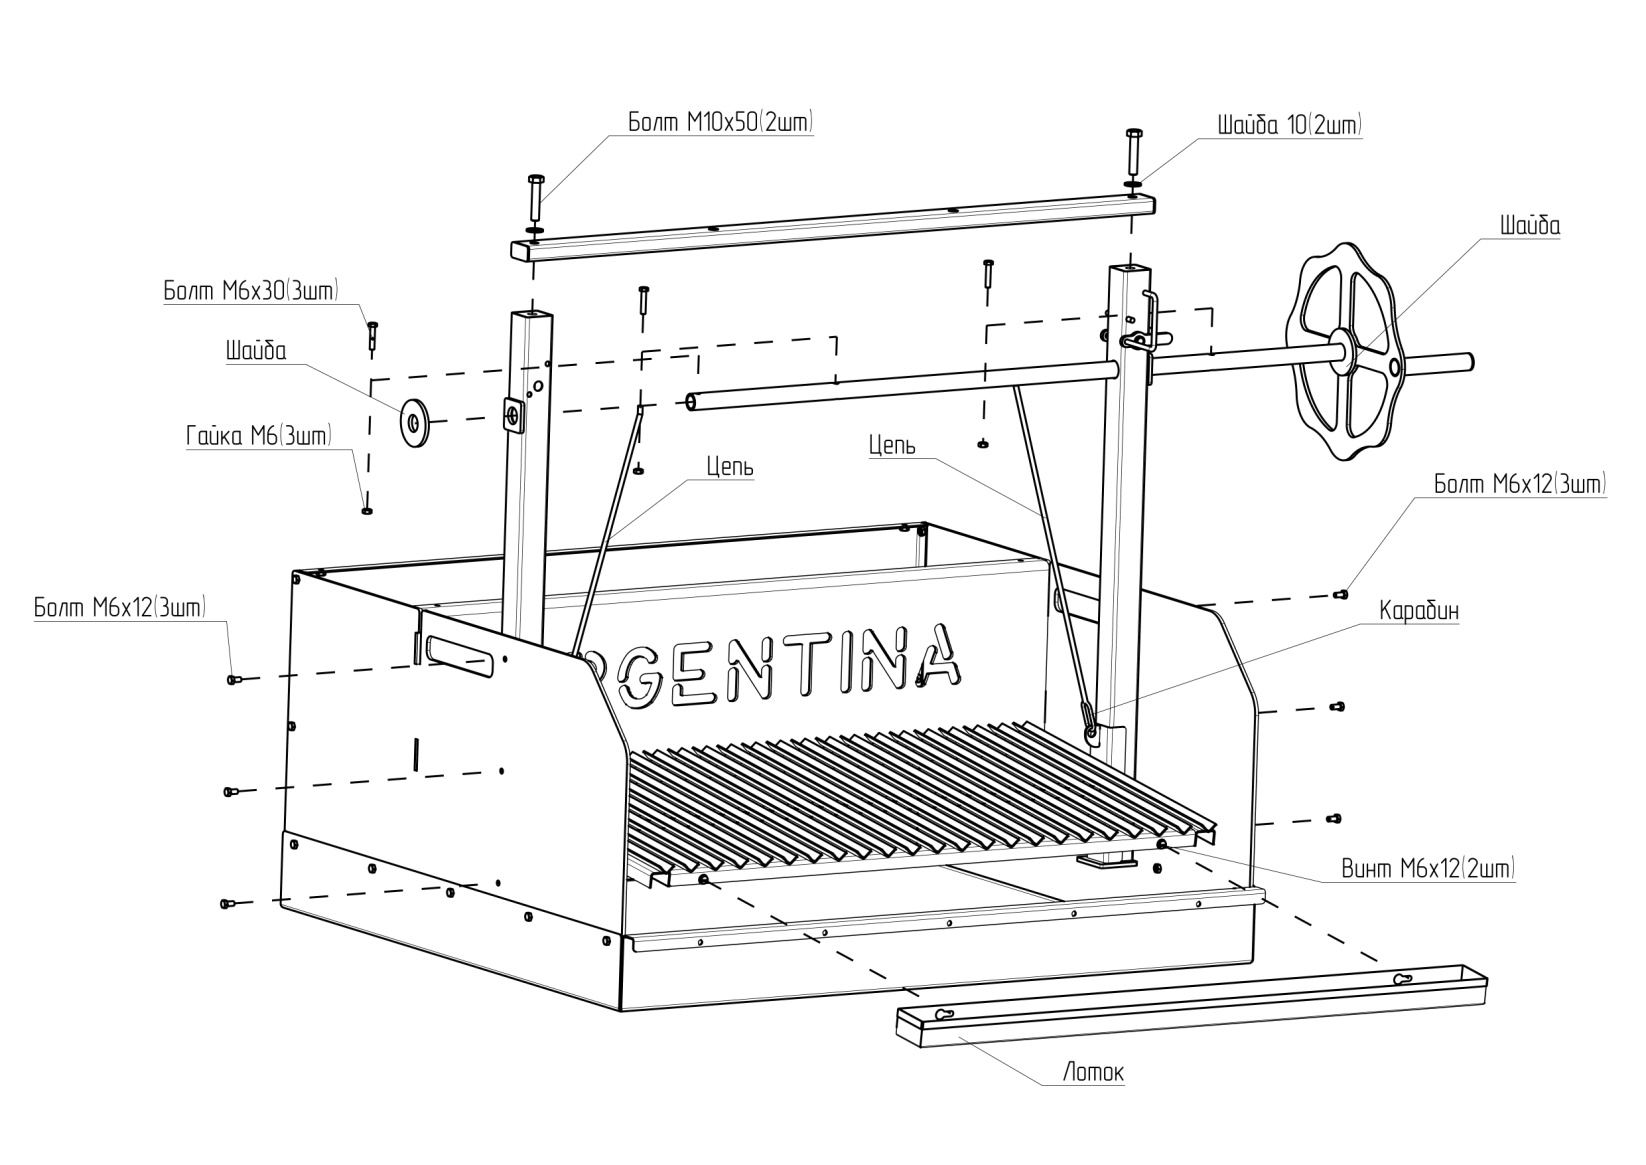 Болт М10х50(2шт)
Шайба 10(2шт)
Шайба
Болт М6х30(3шт)
Шайба
Гайка М6(3шт)
Цепь
Цепь
Болт М6х12(3шт)
Болт М6х12(3шт)
Карабин
RGENTINA
Винт М6х12(2шт)
Лоток